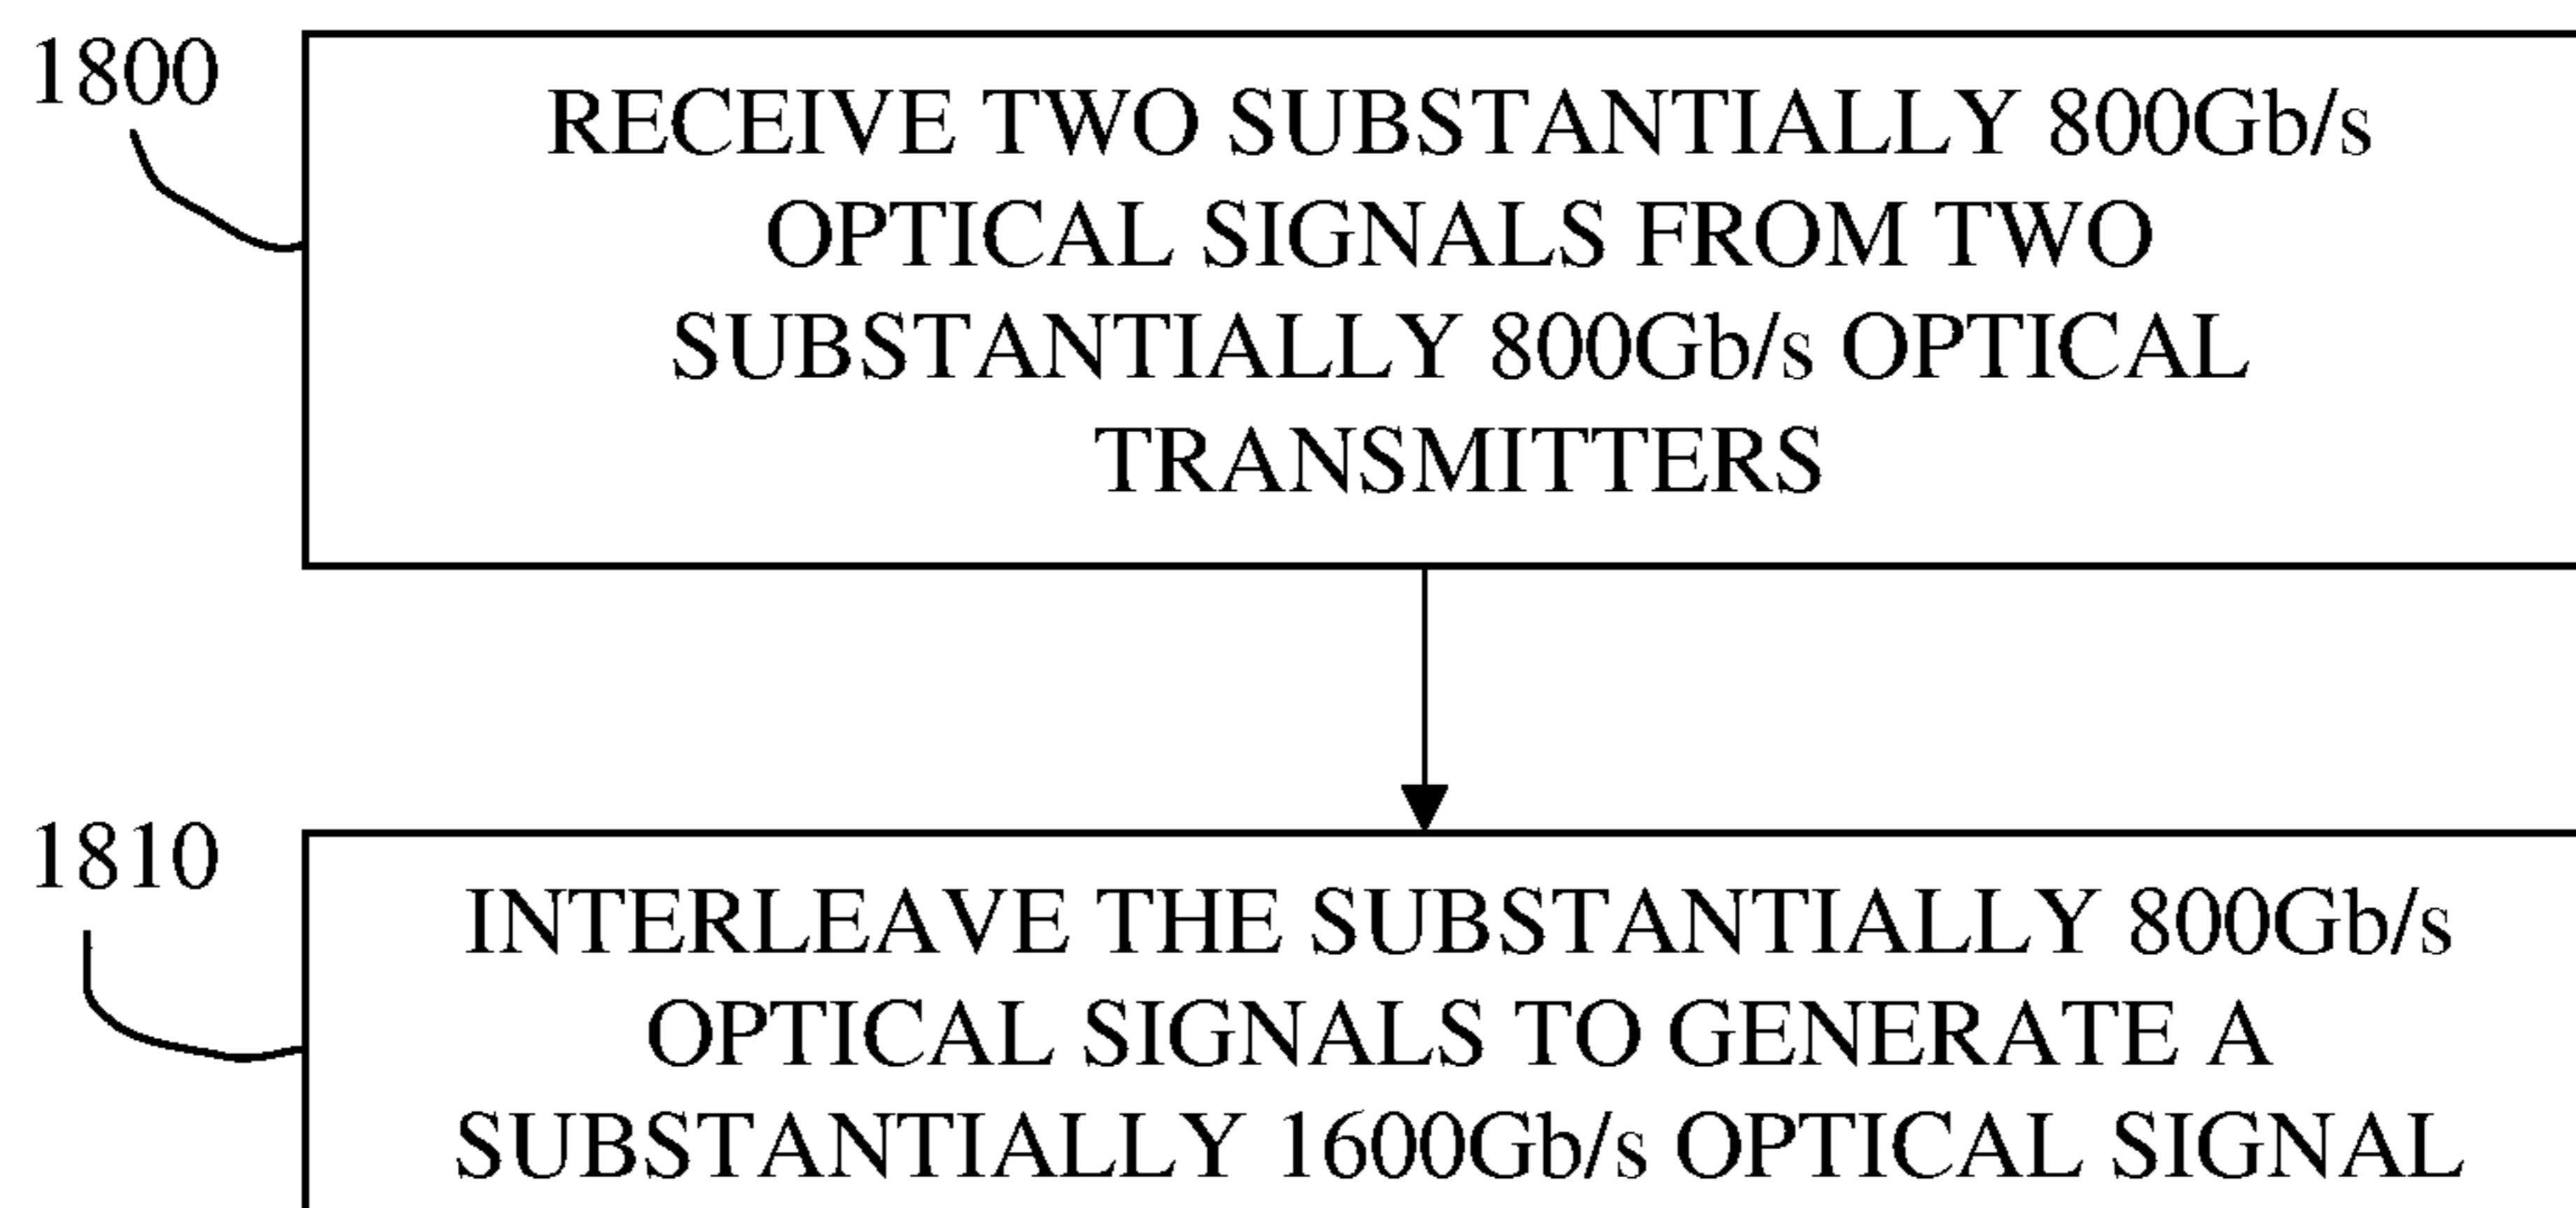 1800
RECEIVE TWO SUBSTANTIALLY 800Gb/s
OPTICAL SIGNALS FROM TWO
SUBSTANTIALLY 800Gb/s OPTICAL
TRANSMITTERS
1810
INTERLEAVE THE SUBSTANTIALLY 800Gb/s
OPTICAL SIGNALS TO GENERATE A
SUBSTANTIALLY 1600Gb/s OPTICAL SIGNAL